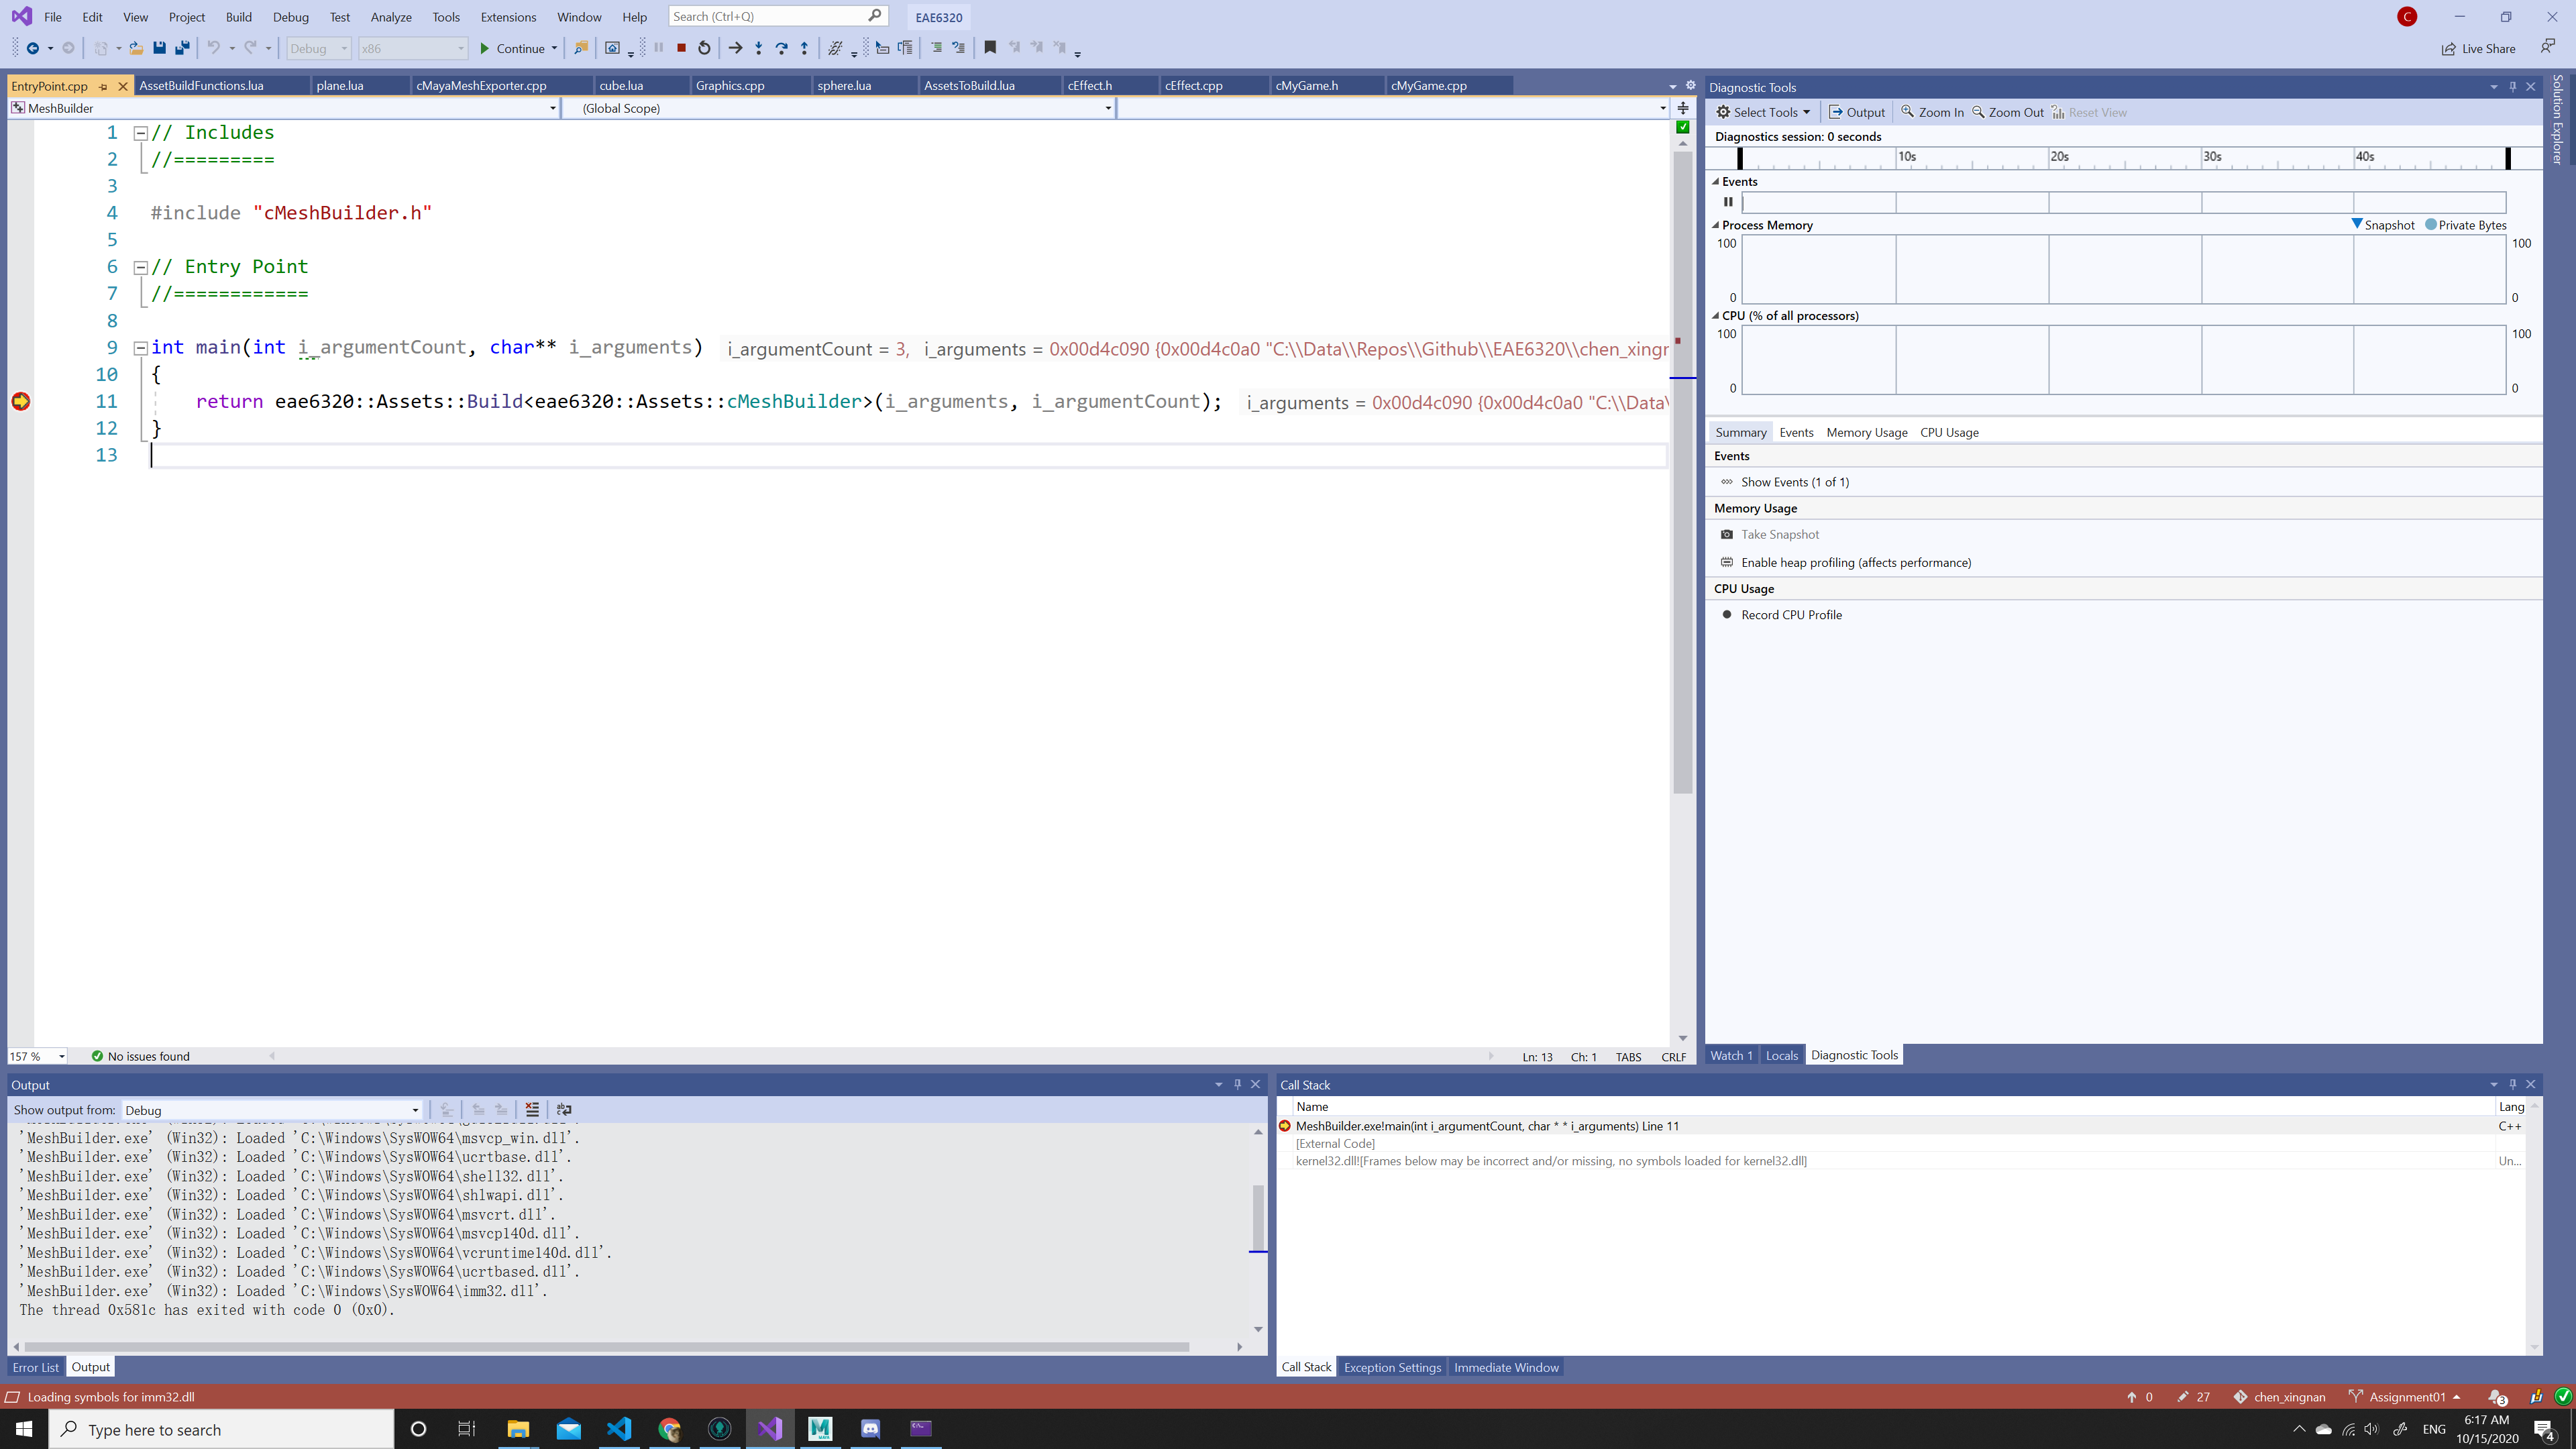 File Edit View Project Build Debug Test Analyze Tools Extensions Window Help Search (Ctrl+Q) EAE6320 C
Debug x86 Continue Live Share
EntryPoint.cpp AssetBuildFunctions.lua plane.lua cMayaMeshExporter.cpp cube.lua Graphics.cpp sphere.lua AssetsToBuild.lua cEffect.h cEffect.cpp cMyGame.h cMyGame.cpp
MeshBuilder (Global Scope)
1 // Includes
2 //=========
3
4 #include "cMeshBuilder.h"
5
6 // Entry Point
7 //============
8
9 int main(int i_argumentCount, char** i_arguments) i_argumentCount = 3, i_arguments = 0x00d4c090 {0x00d4c0a0 "C:\\Data\\Repos\\Github\\EAE6320\\chen_xingr
10 {
11 return eae6320::Assets::Build<eae6320::Assets::cMeshBuilder>(i_arguments, i_argumentCount); i_arguments = 0x00d4c090 {0x00d4c0a0 "C:\\Data\
12 }
13
157 % No issues found Ln: 13 Ch: 1 TABS CRLF
Diagnostic Tools
Select Tools Output Zoom In Zoom Out Reset View
Diagnostics session: 0 seconds
10s 20s 30s 40s
Events
Process Memory Snapshot Private Bytes
100 100
0 0
CPU (% of all processors)
100 100
0 0
Summary Events Memory Usage CPU Usage
Events
Show Events (1 of 1)
Memory Usage
Take Snapshot
Enable heap profiling (affects performance)
CPU Usage
Record CPU Profile
Watch 1 Locals Diagnostic Tools
Solution Explorer
Output
Show output from: Debug
'MeshBuilder.exe' (Win32): Loaded 'C:\Windows\SysWOW64\msvcp_win.dll'.
'MeshBuilder.exe' (Win32): Loaded 'C:\Windows\SysWOW64\ucrtbase.dll'.
'MeshBuilder.exe' (Win32): Loaded 'C:\Windows\SysWOW64\shell32.dll'.
'MeshBuilder.exe' (Win32): Loaded 'C:\Windows\SysWOW64\shlwapi.dll'.
'MeshBuilder.exe' (Win32): Loaded 'C:\Windows\SysWOW64\msvcrt.dll'.
'MeshBuilder.exe' (Win32): Loaded 'C:\Windows\SysWOW64\msvcp140d.dll'.
'MeshBuilder.exe' (Win32): Loaded 'C:\Windows\SysWOW64\vcruntime140d.dll'.
'MeshBuilder.exe' (Win32): Loaded 'C:\Windows\SysWOW64\ucrtbased.dll'.
'MeshBuilder.exe' (Win32): Loaded 'C:\Windows\SysWOW64\imm32.dll'.
The thread 0x581c has exited with code 0 (0x0).
Error List Output
Call Stack
Name Lang
MeshBuilder.exe!main(int i_argumentCount, char * * i_arguments) Line 11 C++
[External Code]
kernel32.dll![Frames below may be incorrect and/or missing, no symbols loaded for kernel32.dll] Un...
Call Stack Exception Settings Immediate Window
Loading symbols for imm32.dll 0 27 chen_xingnan Assignment01 3
Type here to search ENG 6:17 AM
10/15/2020 4